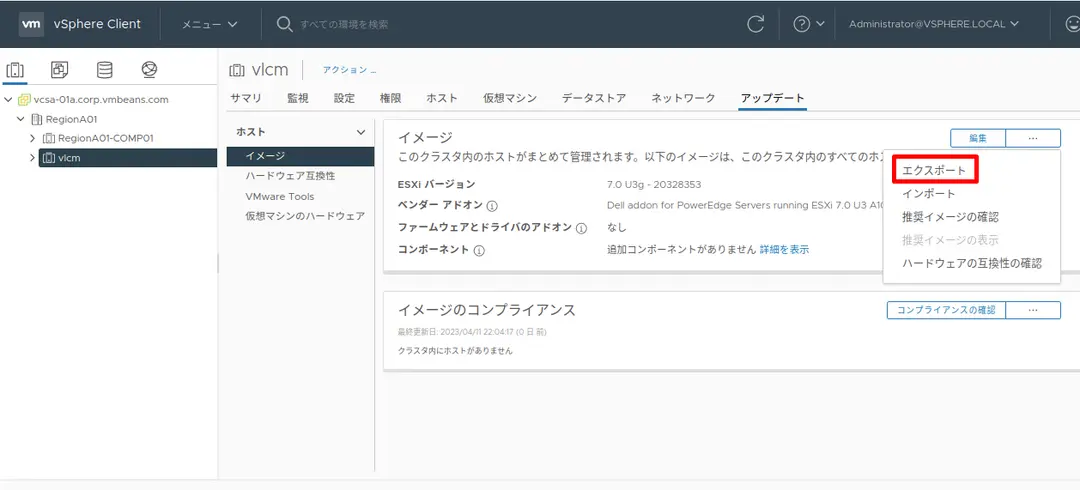 vm vSphere Client メニュー すべての環境を検索 Administrator@VSPHERE.LOCAL
vcsa-01a.corp.vmbeans.com
RegionA01
RegionA01-COMP01
vlcm
vlcm アクション ...
サマリ 監視 設定 権限 ホスト 仮想マシン データストア ネットワーク アップデート
ホスト
イメージ
ハードウェア互換性
VMware Tools
仮想マシンのハードウェア
イメージ 編集 ...
このクラスタ内のホストがまとめて管理されます。以下のイメージは、このクラスタ内のすべてのホス
ESXi バージョン 7.0 U3g - 20328353
ベンダー アドオン Dell addon for PowerEdge Servers running ESXi 7.0 U3 A10
ファームウェアとドライバのアドオン なし
コンポーネント 追加コンポーネントがありません 詳細を表示
エクスポート
インポート
推奨イメージの確認
推奨イメージの表示
ハードウェアの互換性の確認
イメージのコンプライアンス コンプライアンスの確認 ...
最終更新日: 2023/04/11 22:04:17 (0 日 前)
クラスタ内にホストがありません